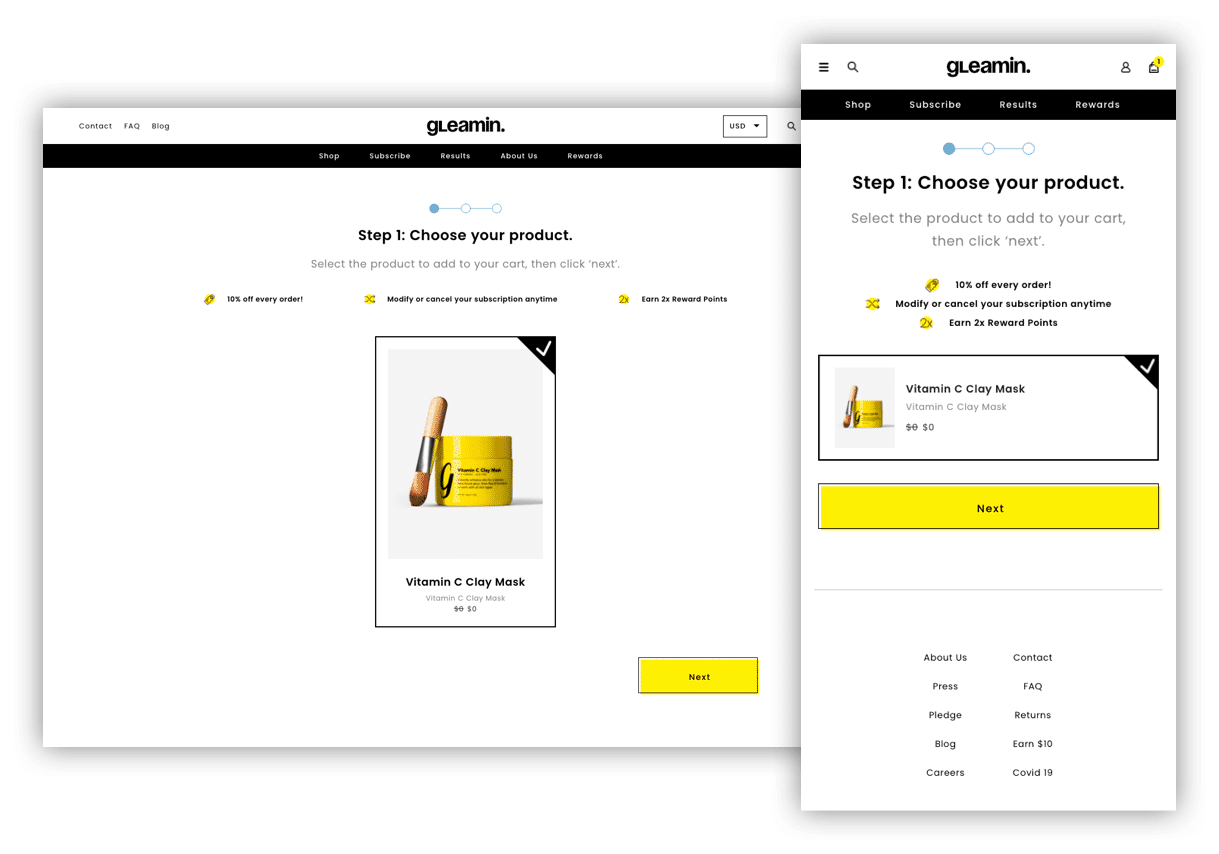 Contact FAQ Blog
gLeamin.
USD
Shop Subscribe Results About Us Rewards
Step 1: Choose your product.
Select the product to add to your cart, then click ‘next’.
10% off every order!
Modify or cancel your subscription anytime
2x Earn 2x Reward Points
G
Vitamin C Clay Mask
Vitamin C Clay Mask
Vitamin C Clay Mask
$0 $0
Next
gLeamin.
1
Shop Subscribe Results Rewards
Step 1: Choose your product.
Select the product to add to your cart,
then click ‘next’.
10% off every order!
Modify or cancel your subscription anytime
2x Earn 2x Reward Points
Vitamin C Clay Mask
Vitamin C Clay Mask
$0 $0
Next
About Us Contact
Press FAQ
Pledge Returns
Blog Earn $10
Careers Covid 19